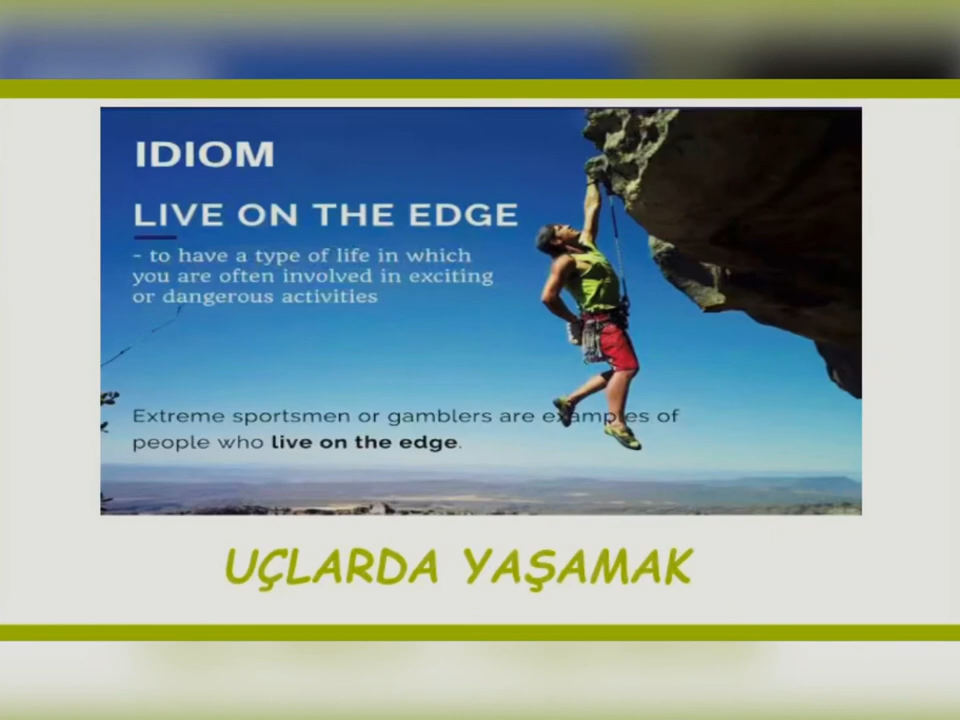 IDIOM
LIVE ON THE EDGE
- to have a type of life in which
you are often involved in exciting
or dangerous activities
Extreme sportsmen or gamblers are examples of
people who live on the edge.
UÇLARDA YAŞAMAK